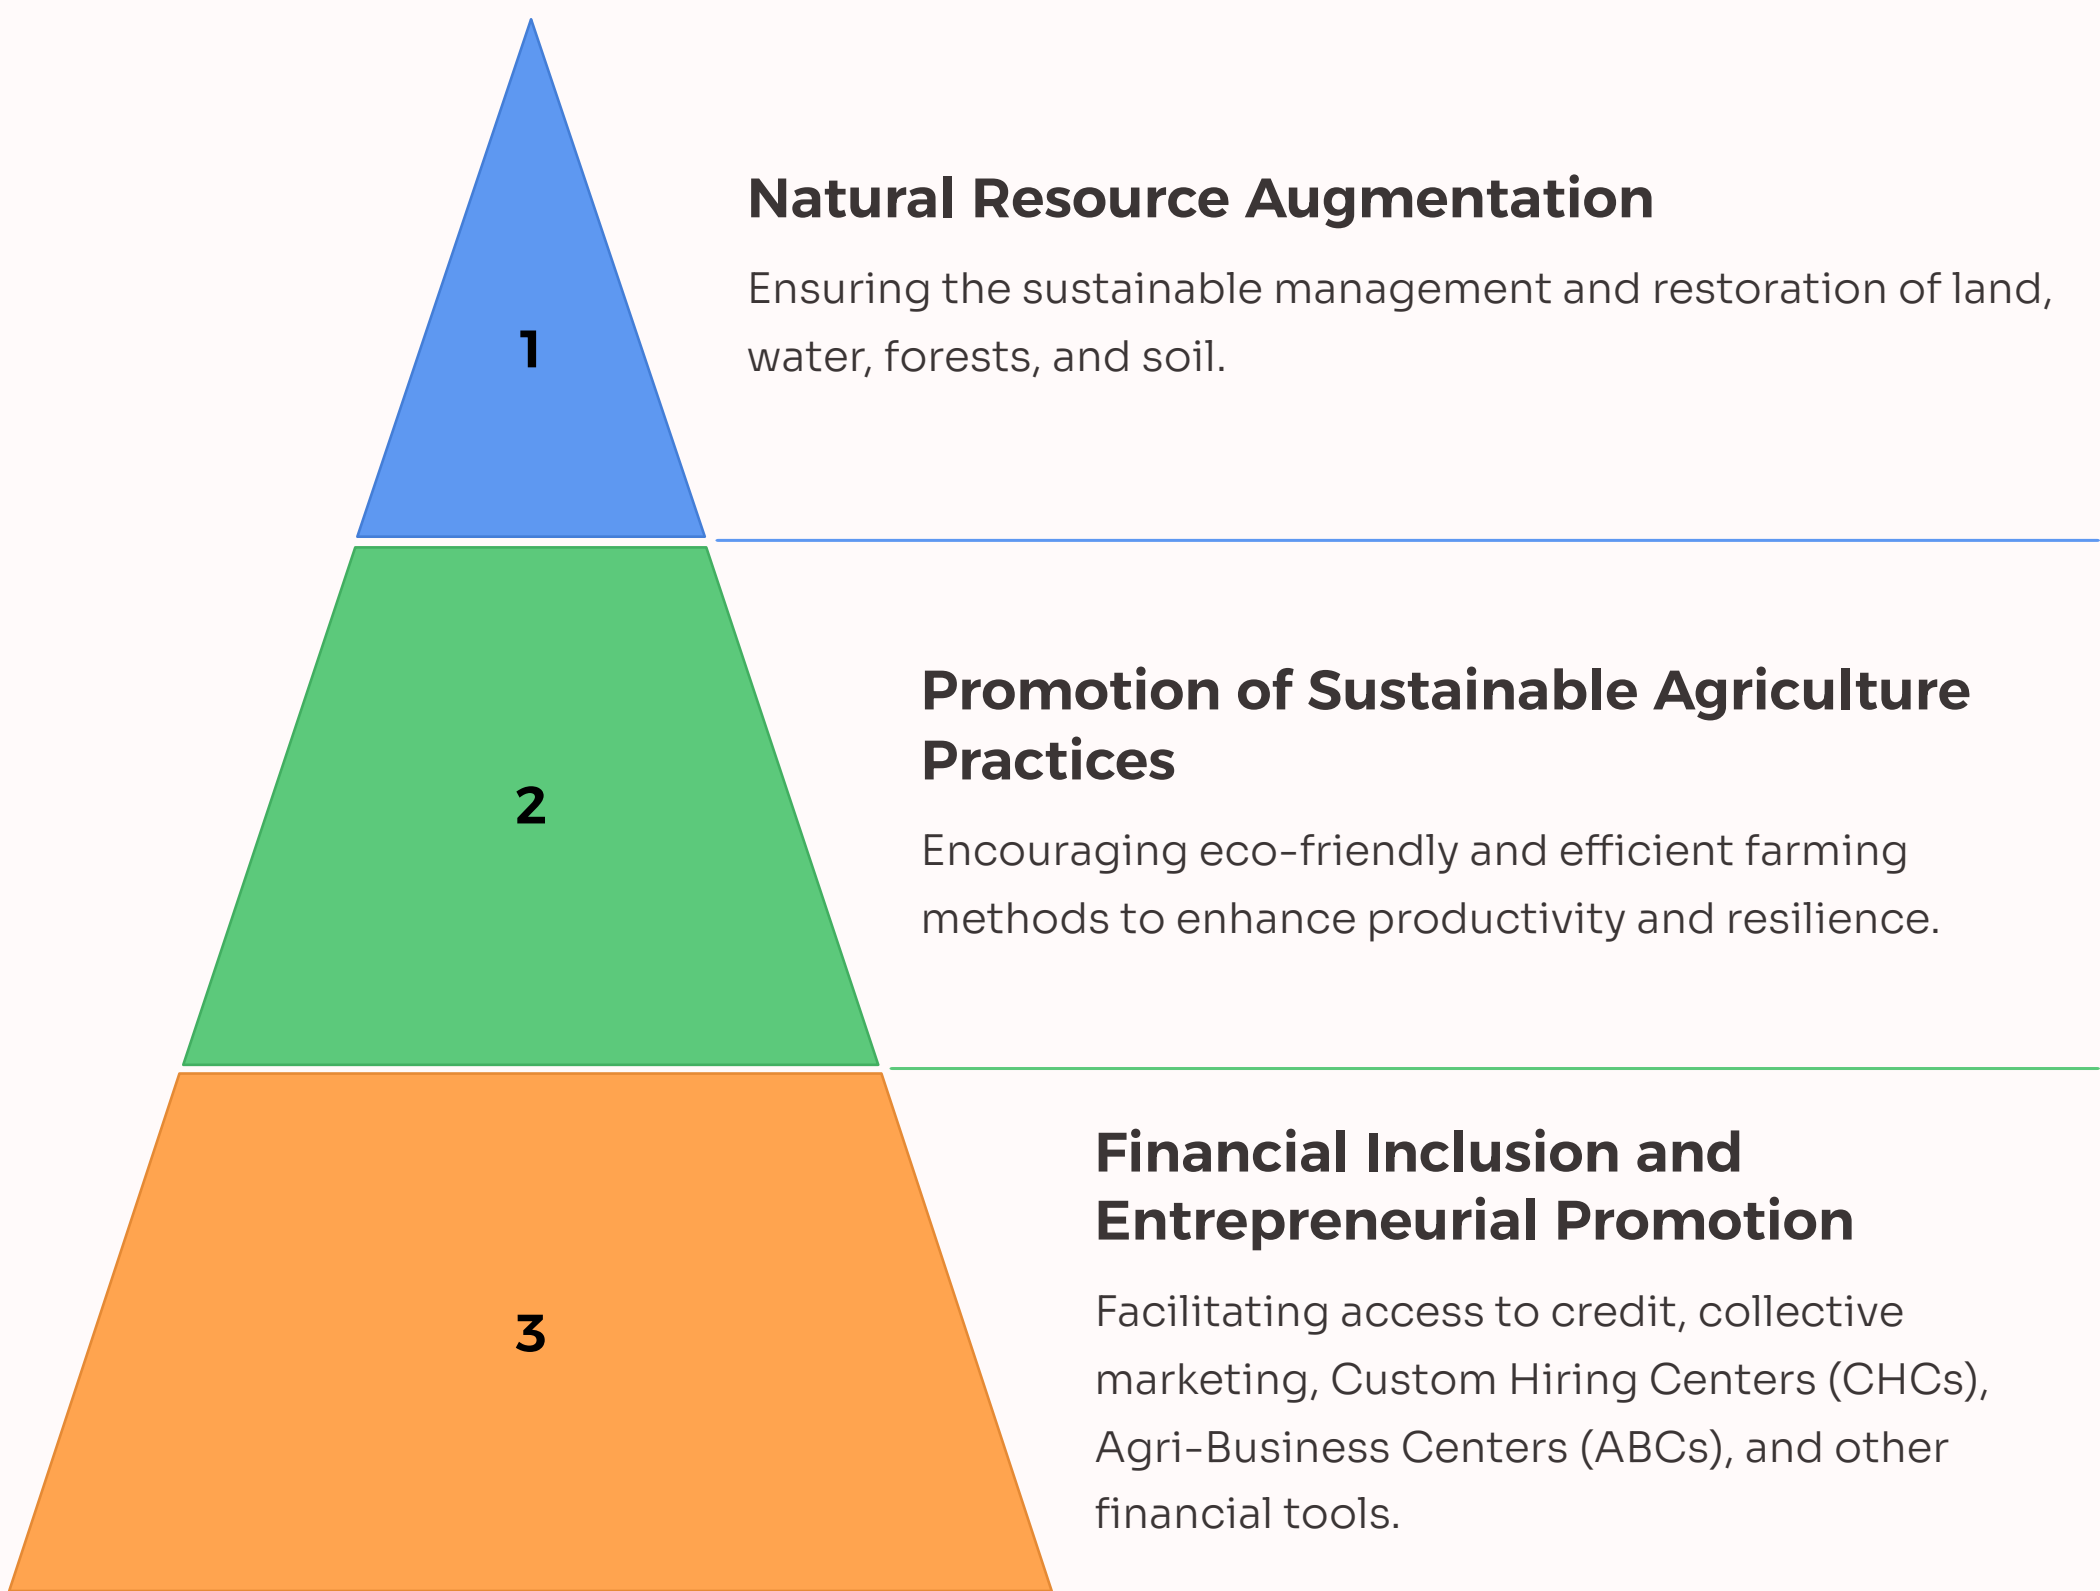 1
Natural Resource Augmentation
Ensuring the sustainable management and restoration of land,
water, forests, and soil.
2
Promotion of Sustainable Agriculture
Practices
Encouraging eco-friendly and efficient farming
methods to enhance productivity and resilience.
3
Financial Inclusion and
Entrepreneurial Promotion
Facilitating access to credit, collective
marketing, Custom Hiring Centers (CHCs),
Agri-Business Centers (ABCs), and other
financial tools.